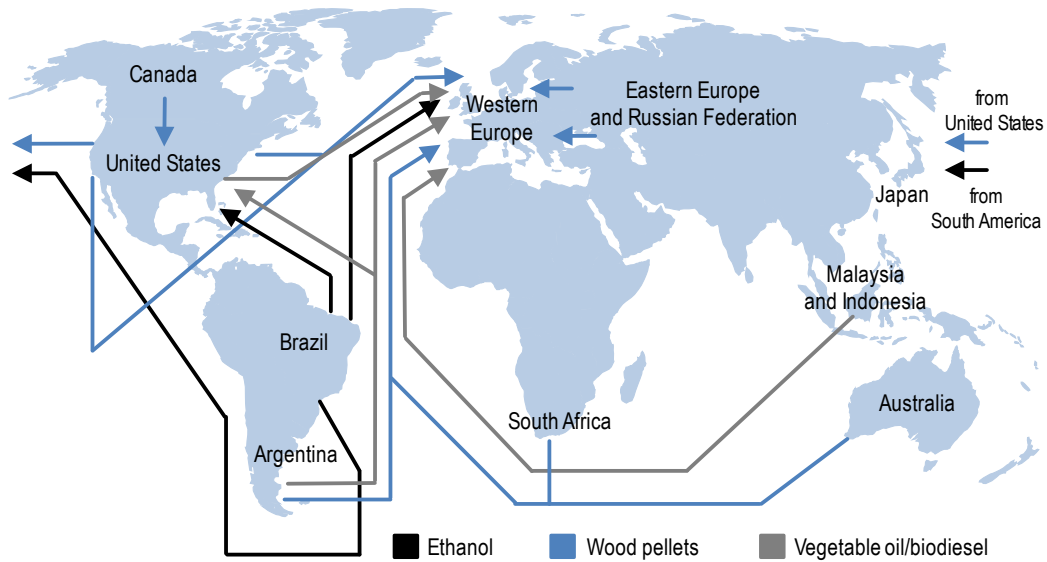 Canada
United States
Western
Europe
Eastern Europe
and Russian Federation
from
United States
Japan
from
South America
Malaysia
and Indonesia
Brazil
Australia
South Africa
Argentina
Ethanol
Wood pellets
Vegetable oil/biodiesel